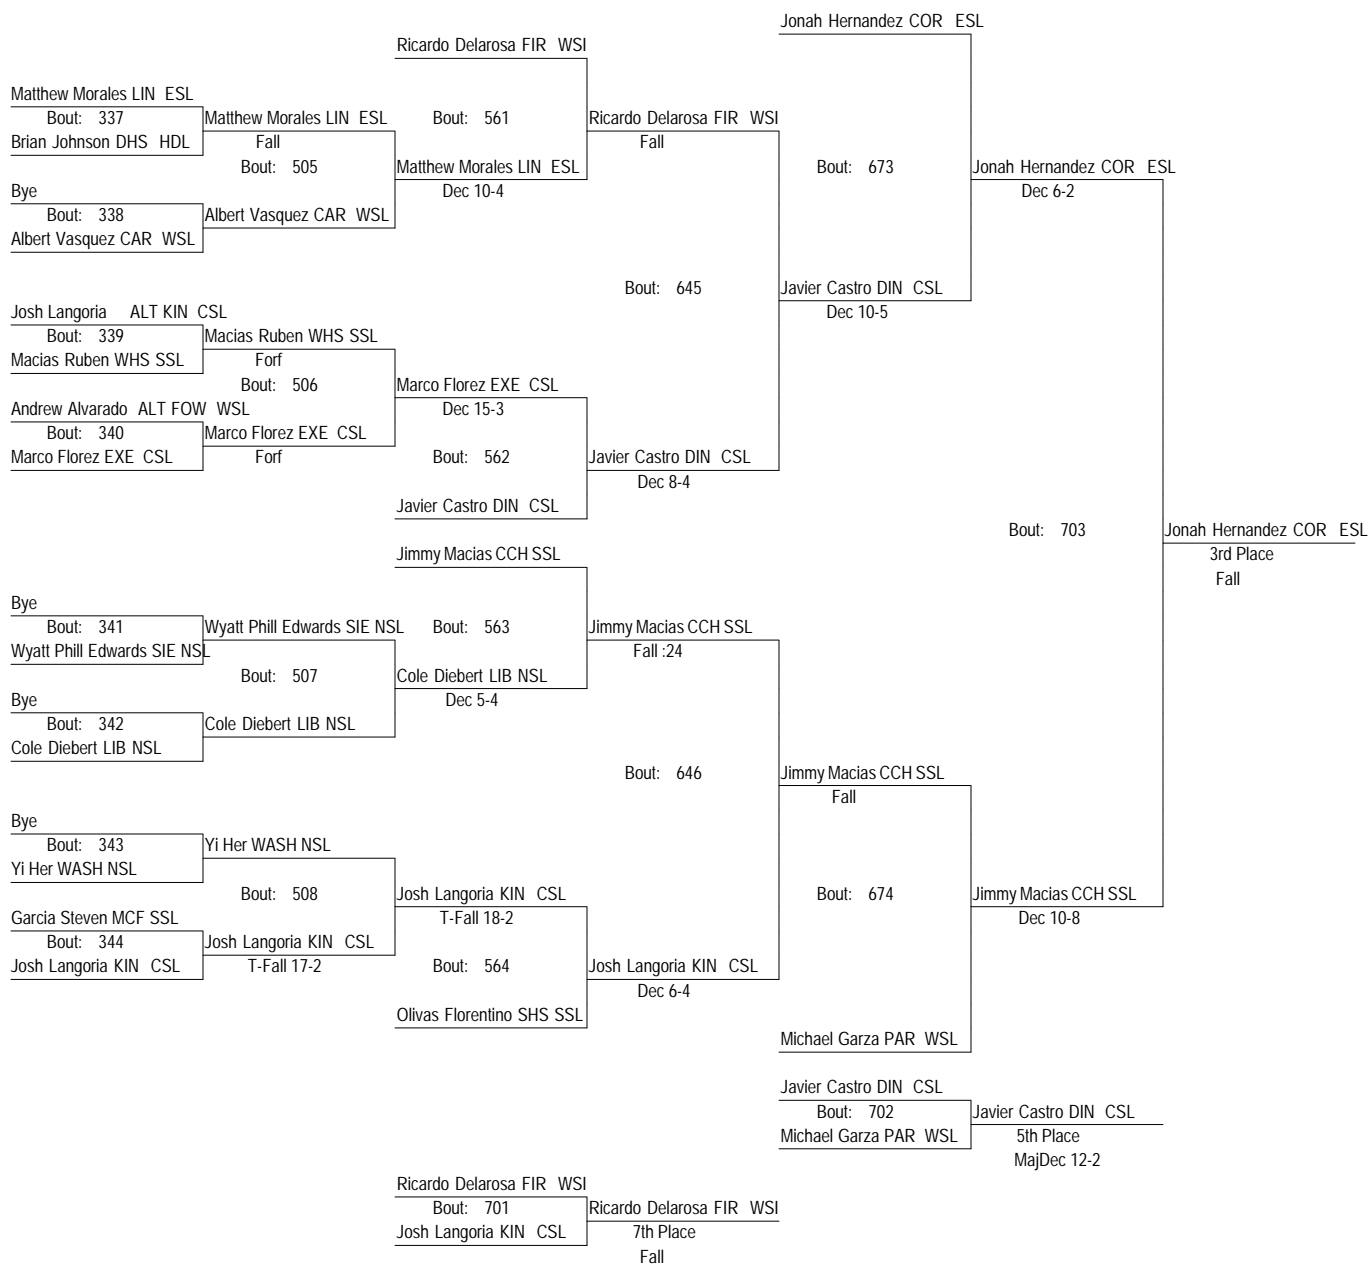 Jonah Hernandez COR ESL
Ricardo Delarosa FIR WSI
Matthew Morales LIN ESL
Bout: 337
Matthew Morales LIN ESL
Bout: 561
Ricardo Delarosa FIR WSI
Brian Johnson DHS HDL
Fall
Fall
Bout: 505
Matthew Morales LIN ESL
Bout: 673
Jonah Hernandez COR ESL
Bye
Dec 10-4
Dec 6-2
Bout: 338
Albert Vasquez CAR WSL
Albert Vasquez CAR WSL
Bout: 645
Javier Castro DIN CSL
Josh Langoria ALT KIN CSL
Dec 10-5
Bout: 339
Macias Ruben WHS SSL
Macias Ruben WHS SSL
Forf
Bout: 506
Marco Florez EXE CSL
Andrew Alvarado ALT FOW WSL
Dec 15-3
Bout: 340
Marco Florez EXE CSL
Marco Florez EXE CSL
Forf
Bout: 562
Javier Castro DIN CSL
Dec 8-4
Javier Castro DIN CSL
Bout: 703
Jonah Hernandez COR ESL
Jimmy Macias CCH SSL
3rd Place
Fall
Bye
Bout: 341
Wyatt Phill Edwards SIE NSL
Bout: 563
Jimmy Macias CCH SSL
Wyatt Phill Edwards SIE NSL
Fall :24
Bout: 507
Cole Diebert LIB NSL
Bye
Dec 5-4
Bout: 342
Cole Diebert LIB NSL
Cole Diebert LIB NSL
Bout: 646
Jimmy Macias CCH SSL
Fall
Bye
Bout: 343
Yi Her WASH NSL
Yi Her WASH NSL
Bout: 508
Josh Langoria KIN CSL
Bout: 674
Jimmy Macias CCH SSL
Garcia Steven MCF SSL
T-Fall 18-2
Dec 10-8
Bout: 344
Josh Langoria KIN CSL
Josh Langoria KIN CSL
T-Fall 17-2
Bout: 564
Josh Langoria KIN CSL
Dec 6-4
Olivas Florentino SHS SSL
Michael Garza PAR WSL
Javier Castro DIN CSL
Bout: 702
Javier Castro DIN CSL
Michael Garza PAR WSL
5th Place
MajDec 12-2
Ricardo Delarosa FIR WSI
Bout: 701
Ricardo Delarosa FIR WSI
Josh Langoria KIN CSL
7th Place
Fall